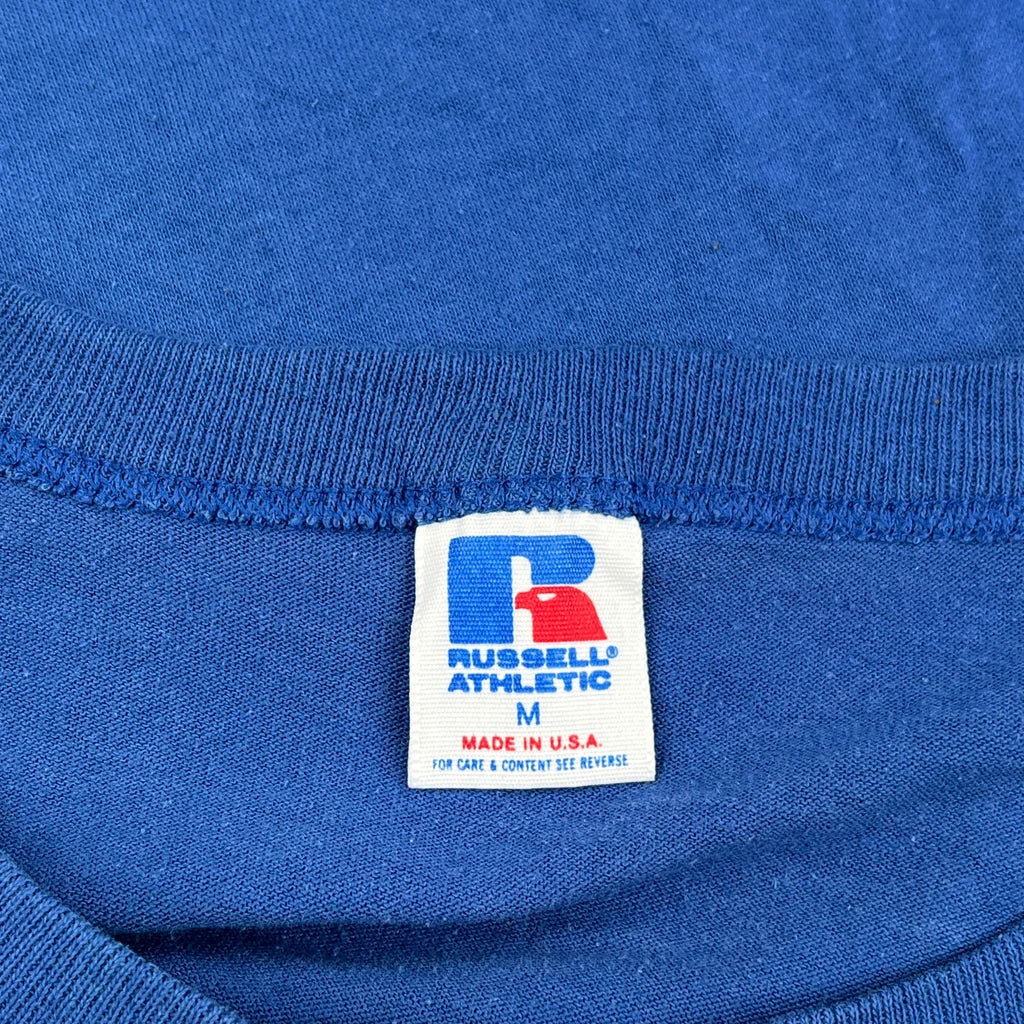 RUSSELL®
ATHLETIC
M
MADE IN U.S.A.
FOR CARE & CONTENT SEE REVERSE